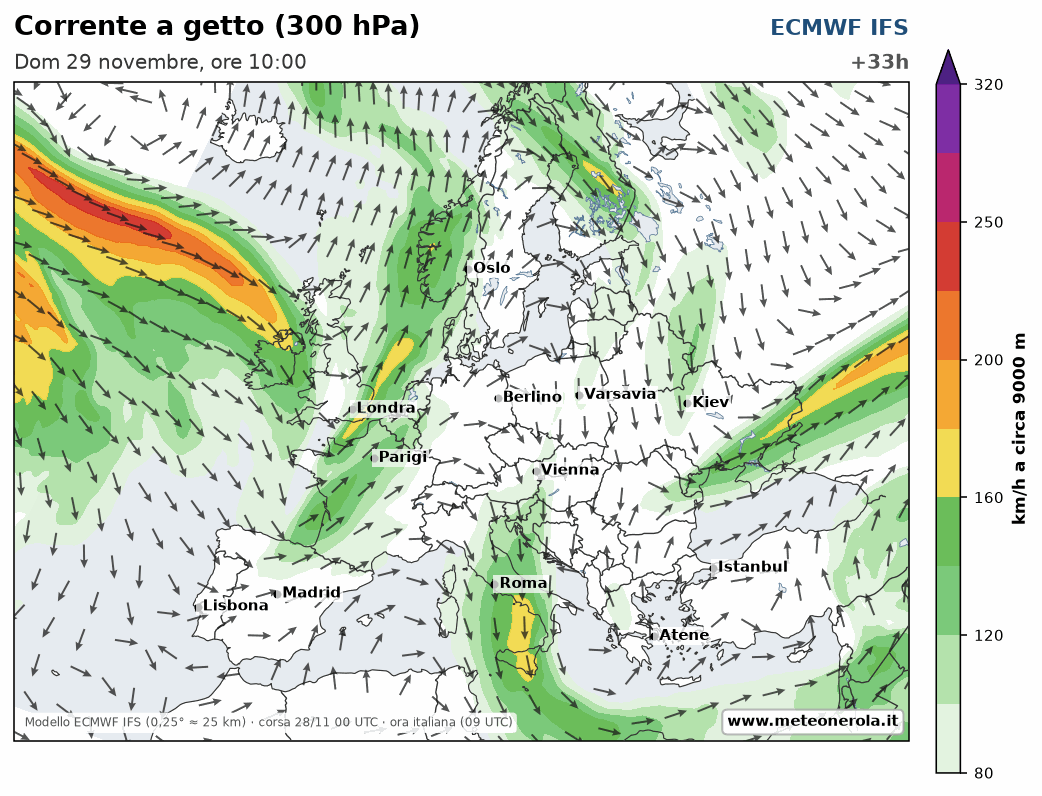 Corrente a getto (300 hPa)
ECMWF IFS
Dom 29 novembre, ore 10:00
+33h
320
250
200
160
120
80
km/h a circa 9000 m
Oslo
Londra
Berlino
Varsavia
Kiev
Parigi
Vienna
Istanbul
Roma
Madrid
Lisbona
Atene
Modello ECMWF IFS (0,25° ≈ 25 km) · corsa 28/11 00 UTC · ora italiana (09 UTC)
www.meteonerola.it